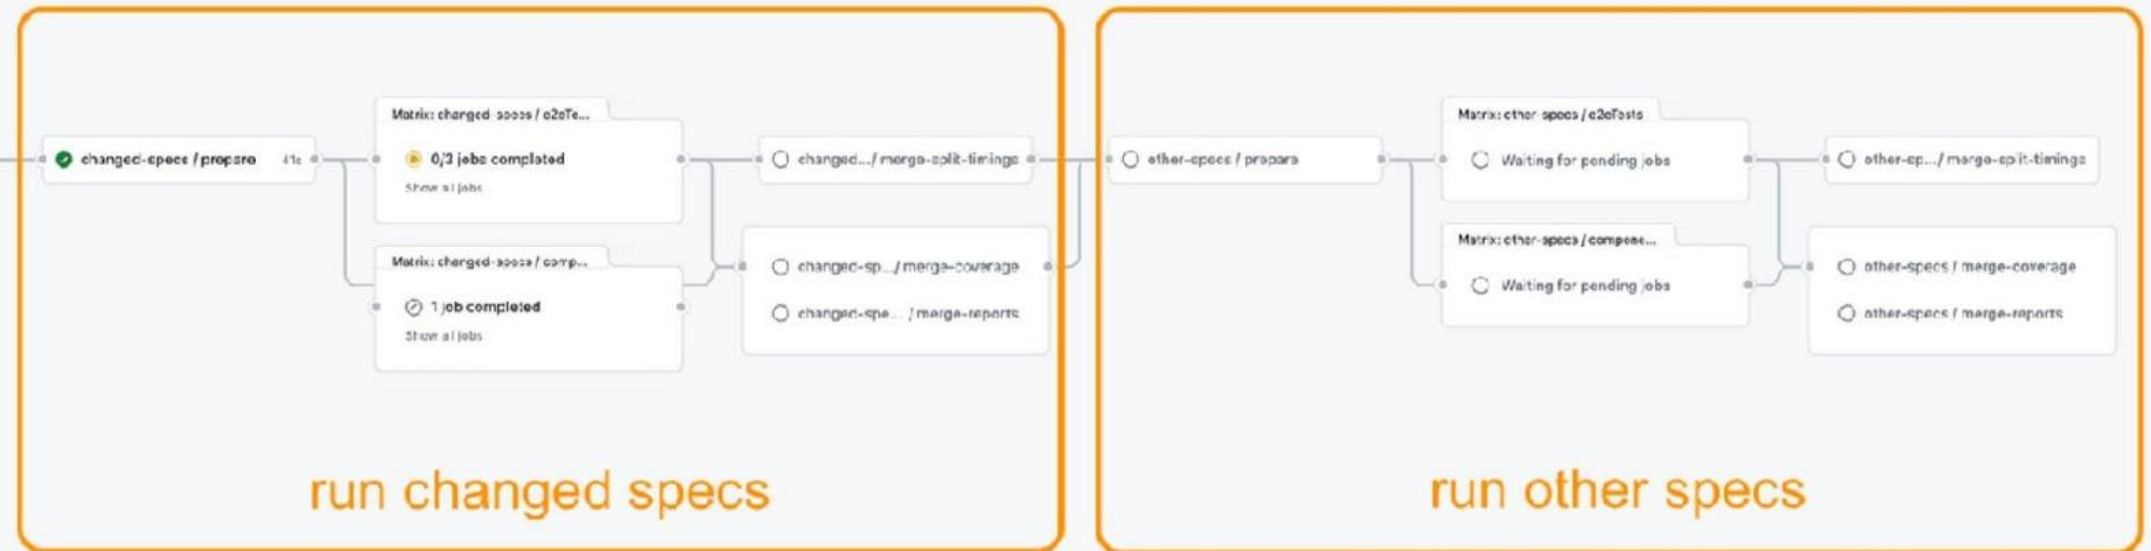 changed-specs / prepare 41s
Matrix: changed-specs / e2eTe...
0/3 jobs completed
Show all jobs
Matrix: changed-specs / comp...
1 job completed
Show all jobs
changed.../ merge-split-timings
changed-sp.../ merge-coverage
changed-spe... / merge-reports
run changed specs
other-specs / prepare
Matrix: other-specs / e2eTests
Waiting for pending jobs
Matrix: other-specs / compone...
Waiting for pending jobs
other-sp.../ merge-split-timings
other-specs / merge-coverage
other-specs / merge-reports
run other specs